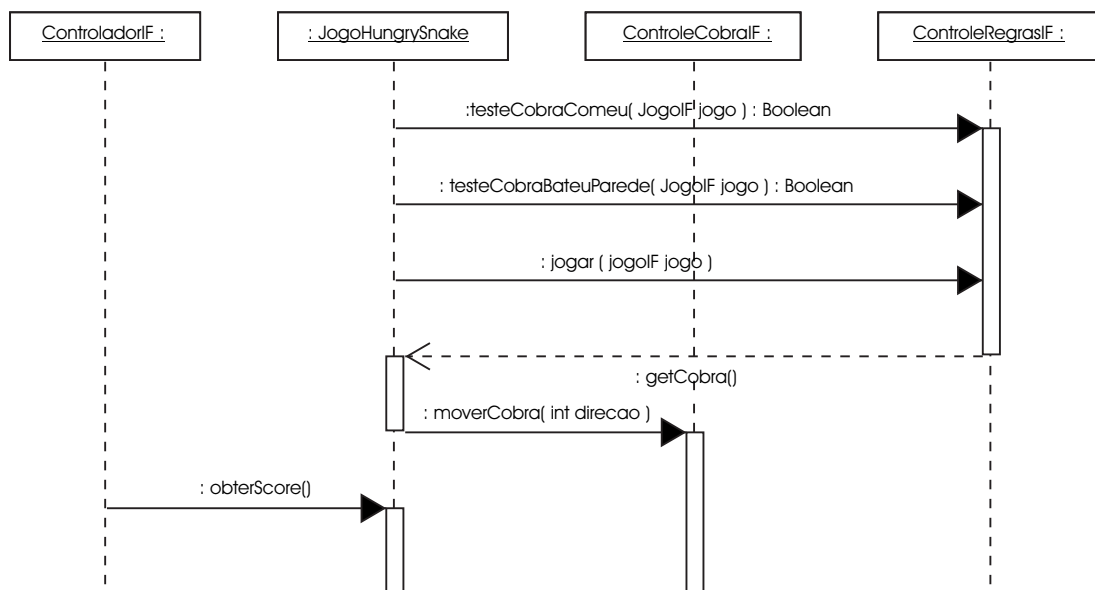 ControladorIF :
: JogoHungrySnake
ControleCobraIF :
ControleRegrasIF :
:testeCobraComeu( JogoIF jogo ) : Boolean
: testeCobraBateuParede( JogoIF jogo ) : Boolean
: jogar ( jogoIF jogo )
: getCobra()
: moverCobra( int direcao )
: obterScore()